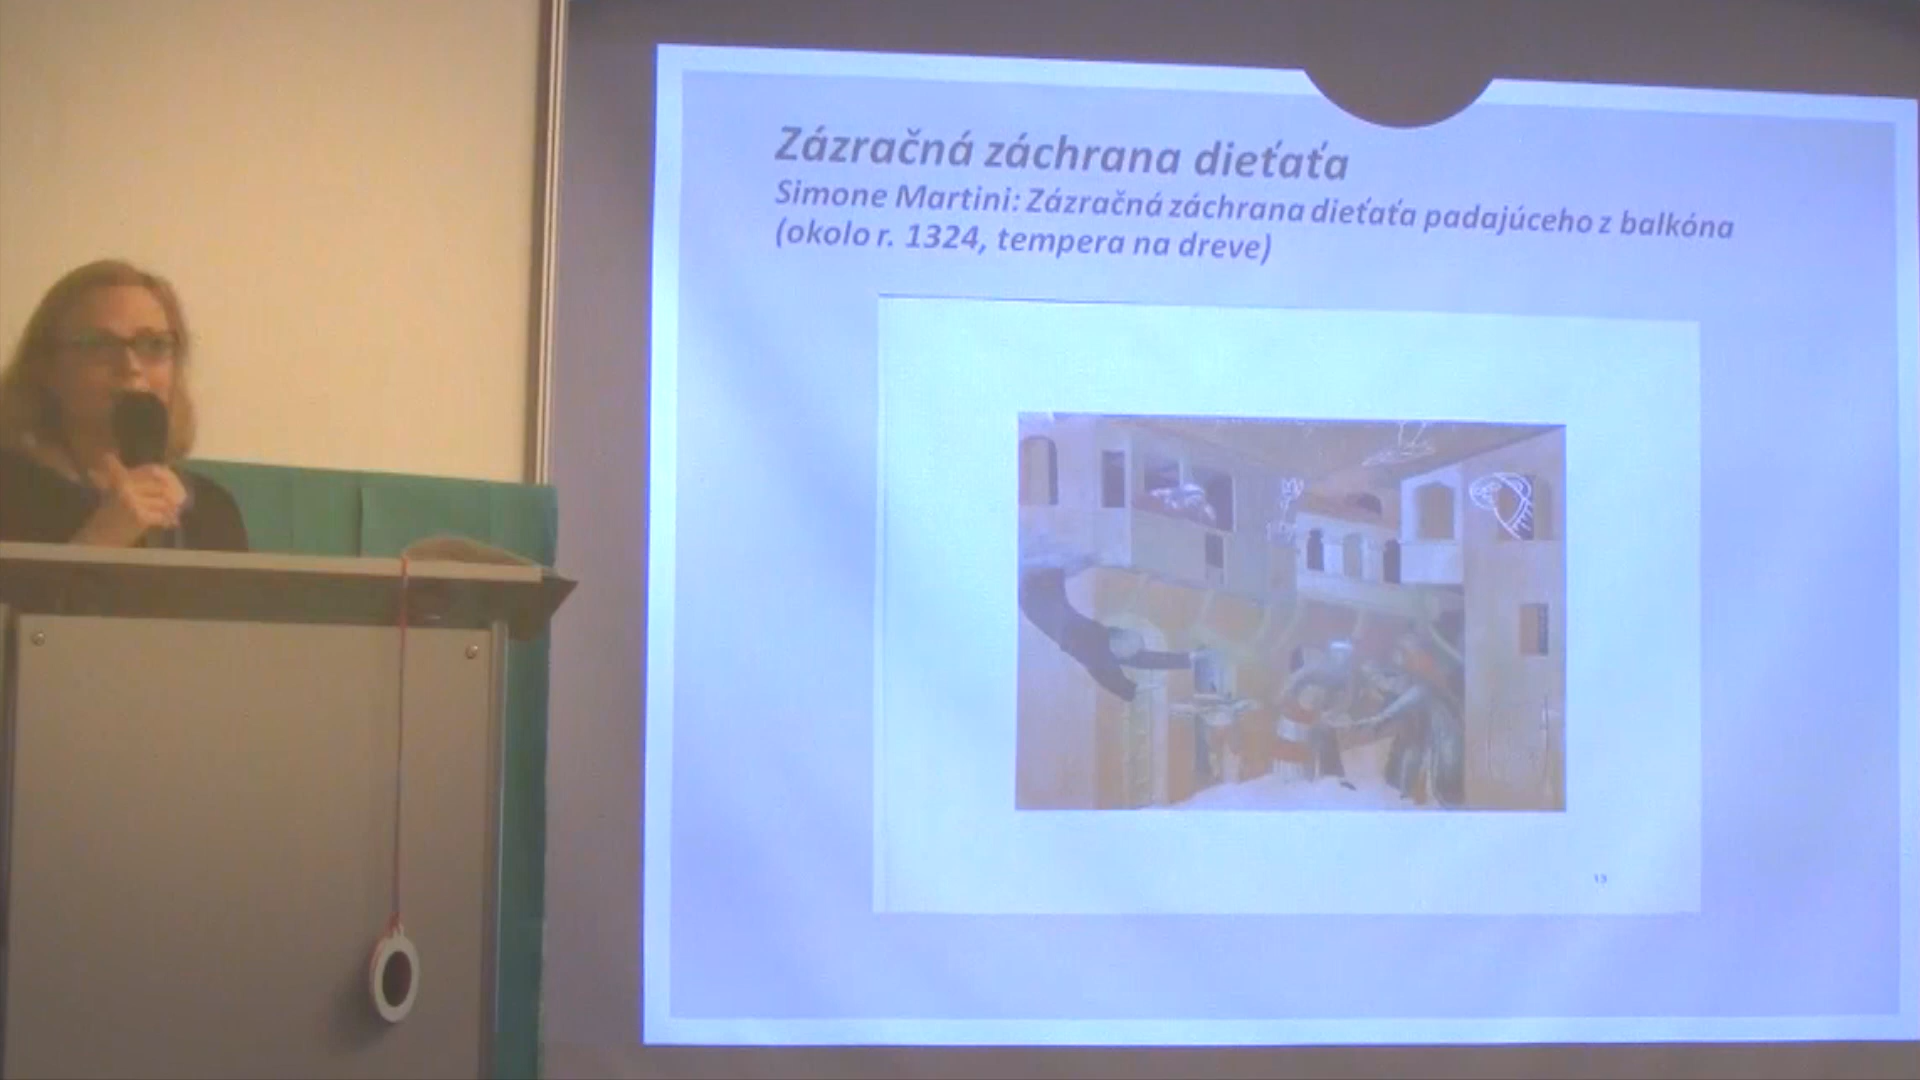 Zázračná záchrana dieťaťa
Simone Martini: Zázračná záchrana dieťaťa padajúceho z balkóna
(okolo r. 1324, tempera na dreve)